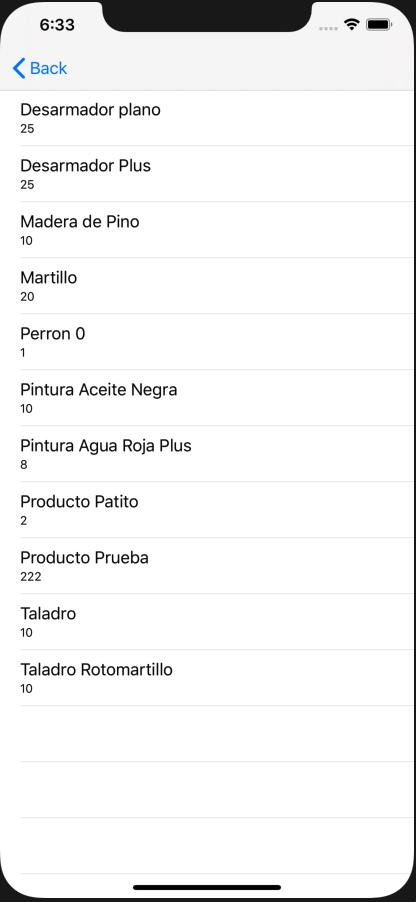 6:33
Back
Desarmador plano
25
Desarmador Plus
25
Madera de Pino
10
Martillo
20
Perron 0
1
Pintura Aceite Negra
10
Pintura Agua Roja Plus
8
Producto Patito
2
Producto Prueba
222
Taladro
10
Taladro Rotomartillo
10